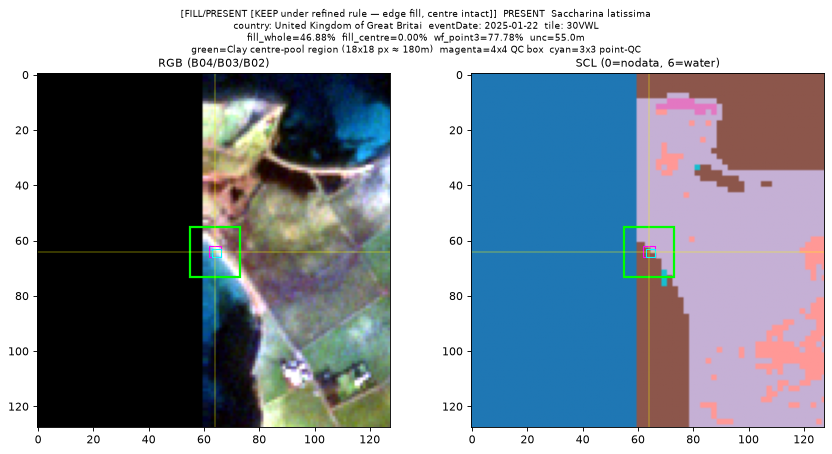 [FILL/PRESENT [KEEP under refined rule — edge fill, centre intact]]  PRESENT  Saccharina latissima
country: United Kingdom of Great Britai  eventDate: 2025-01-22  tile: 30VWL
fill_whole=46.88%  fill_centre=0.00%  wf_point3=77.78%  unc=55.0m
green=Clay centre-pool region (18x18 px ≈ 180m)  magenta=4x4 QC box  cyan=3x3 point-QC
RGB (B04/B03/B02)
SCL (0=nodata, 6=water)
0
20
40
60
80
100
120
0 20 40 60 80 100 120
0
20
40
60
80
100
120
0 20 40 60 80 100 120